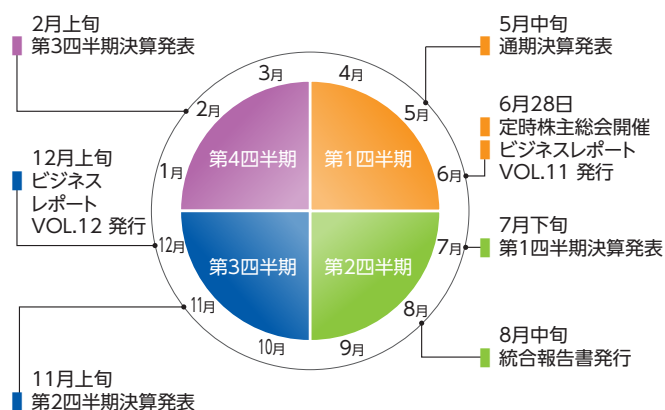 2月上旬
第3四半期決算発表
12月上旬
ビジネス
レポート
VOL.12 発行
11月上旬
第2四半期決算発表
3月
4月
2月
5月
1月
6月
12月
7月
11月
8月
10月
9月
第4四半期
第1四半期
第3四半期
第2四半期
5月中旬
通期決算発表
6月28日
定時株主総会開催
ビジネスレポート
VOL.11 発行
7月下旬
第1四半期決算発表
8月中旬
統合報告書発行